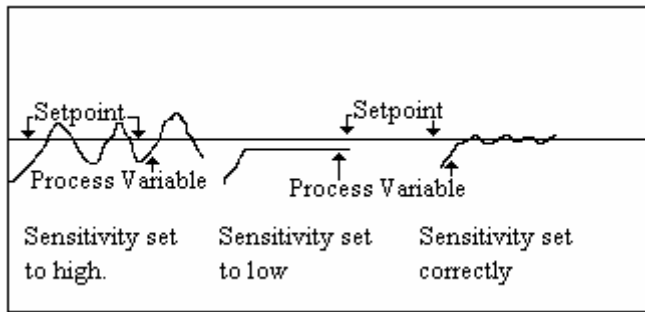 Setpoint
Setpoint
Process Variable
Process Variable
Sensitivity set
to high.
Sensitivity set
to low
Sensitivity set
correctly